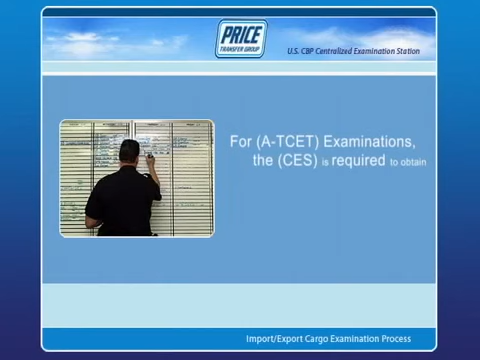 PRICE
TRANSFER GROUP
U.S. CBP Centralized Examination Station
For (A-TCET) Examinations,
the (CES) is required to obtain
Import/Export Cargo Examination Process